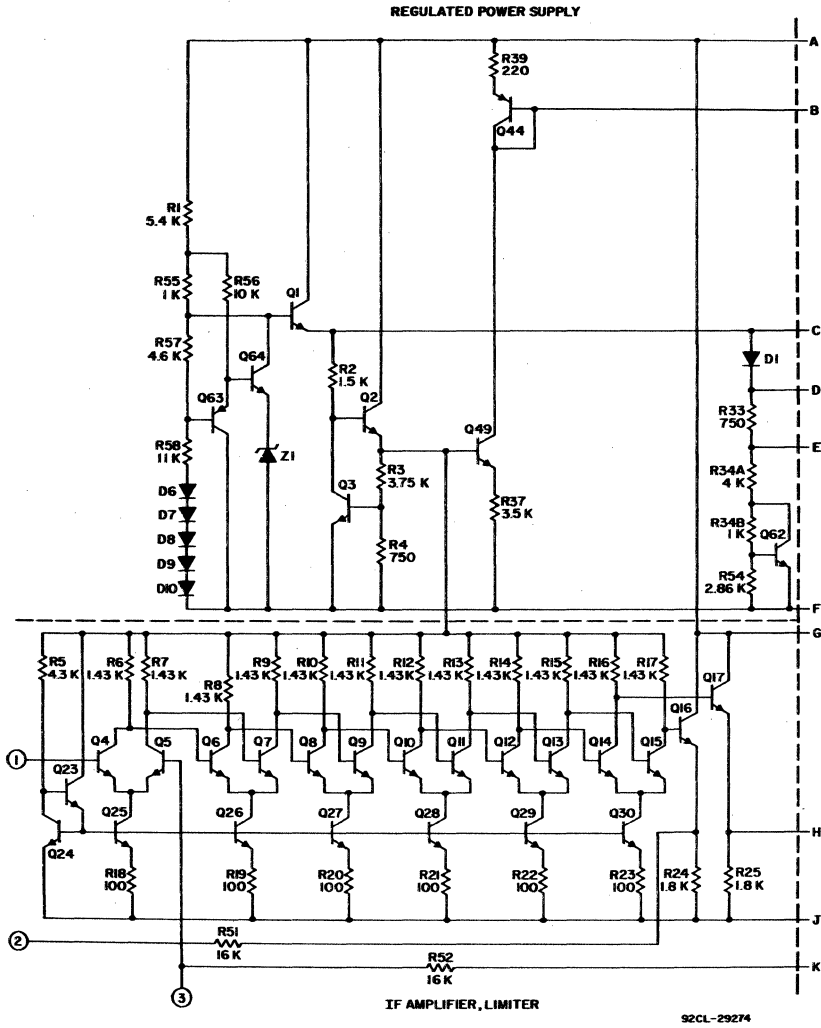 REGULATED POWER SUPPLY
A
R39
220
B
Q44
R1
5.4 K
R55
1 K
R56
10 K
Q1
C
R57
4.6 K
Q64
R2
1.5 K
D1
D
Q63
Q2
R33
750
Q49
E
R58
11 K
Z1
R3
3.75 K
R34A
4 K
D6
Q3
R37
3.5 K
D7
R34B
1 K
Q62
D8
R4
750
D9
R54
2.86 K
D10
F
G
R5
4.3 K
R6
1.43 K
R7
1.43 K
R8
1.43 K
R9
1.43 K
R10
1.43 K
R11
1.43 K
R12
1.43 K
R13
1.43 K
R14
1.43 K
R15
1.43 K
R16
1.43 K
R17
1.43 K
Q17
Q16
Q4
Q5
Q6
Q7
Q8
Q9
Q10
Q11
Q12
Q13
Q14
Q15
1
Q23
Q25
Q26
Q27
Q28
Q29
Q30
H
Q24
R18
100
R19
100
R20
100
R21
100
R22
100
R23
100
R24
1.8 K
R25
1.8 K
J
2
R51
16 K
R52
16 K
K
3
IF AMPLIFIER, LIMITER
92CL-29274